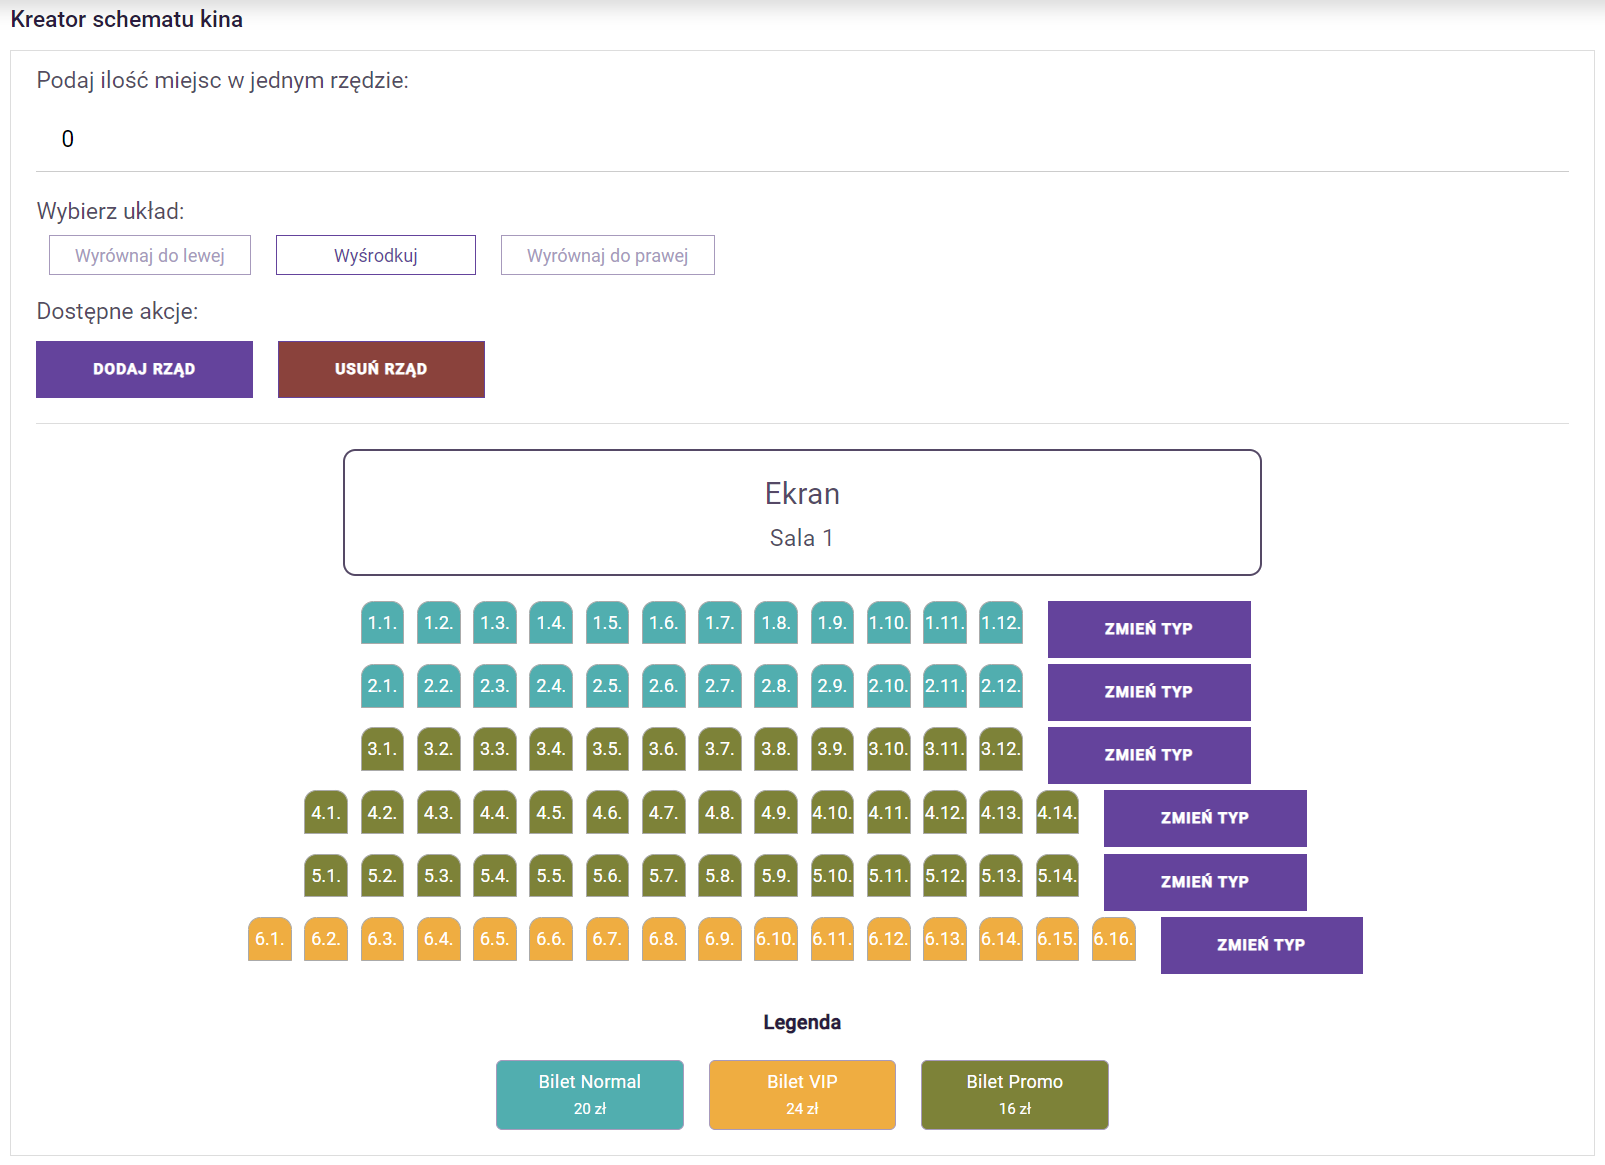 Kreator schematu kina
Podaj ilość miejsc w jednym rzędzie:
0
Wybierz układ:
Wyrównaj do lewej Wyśrodkuj Wyrównaj do prawej
Dostępne akcje:
DODAJ RZĄD USUŃ RZĄD
Ekran
Sala 1
1.1. 1.2. 1.3. 1.4. 1.5. 1.6. 1.7. 1.8. 1.9. 1.10. 1.11. 1.12. ZMIEŃ TYP
2.1. 2.2. 2.3. 2.4. 2.5. 2.6. 2.7. 2.8. 2.9. 2.10. 2.11. 2.12. ZMIEŃ TYP
3.1. 3.2. 3.3. 3.4. 3.5. 3.6. 3.7. 3.8. 3.9. 3.10. 3.11. 3.12. ZMIEŃ TYP
4.1. 4.2. 4.3. 4.4. 4.5. 4.6. 4.7. 4.8. 4.9. 4.10. 4.11. 4.12. 4.13. 4.14. ZMIEŃ TYP
5.1. 5.2. 5.3. 5.4. 5.5. 5.6. 5.7. 5.8. 5.9. 5.10. 5.11. 5.12. 5.13. 5.14. ZMIEŃ TYP
6.1. 6.2. 6.3. 6.4. 6.5. 6.6. 6.7. 6.8. 6.9. 6.10. 6.11. 6.12. 6.13. 6.14. 6.15. 6.16. ZMIEŃ TYP
Legenda
Bilet Normal Bilet VIP Bilet Promo
20 zł 24 zł 16 zł